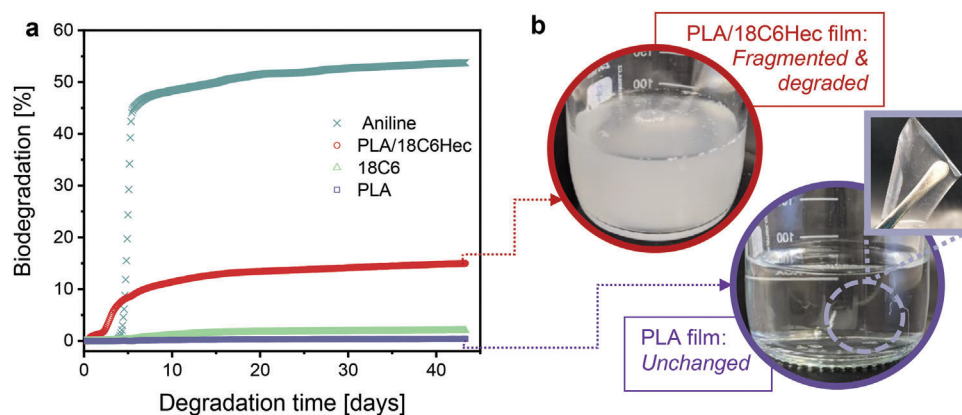 a
Biodegradation [%]
60
50
40
30
20
10
0
Aniline
PLA/18C6Hec
18C6
PLA
0
10
20
30
40
Degradation time [days]
b
PLA/18C6Hec film:
Fragmented &
degraded
100
100
PLA film:
Unchanged